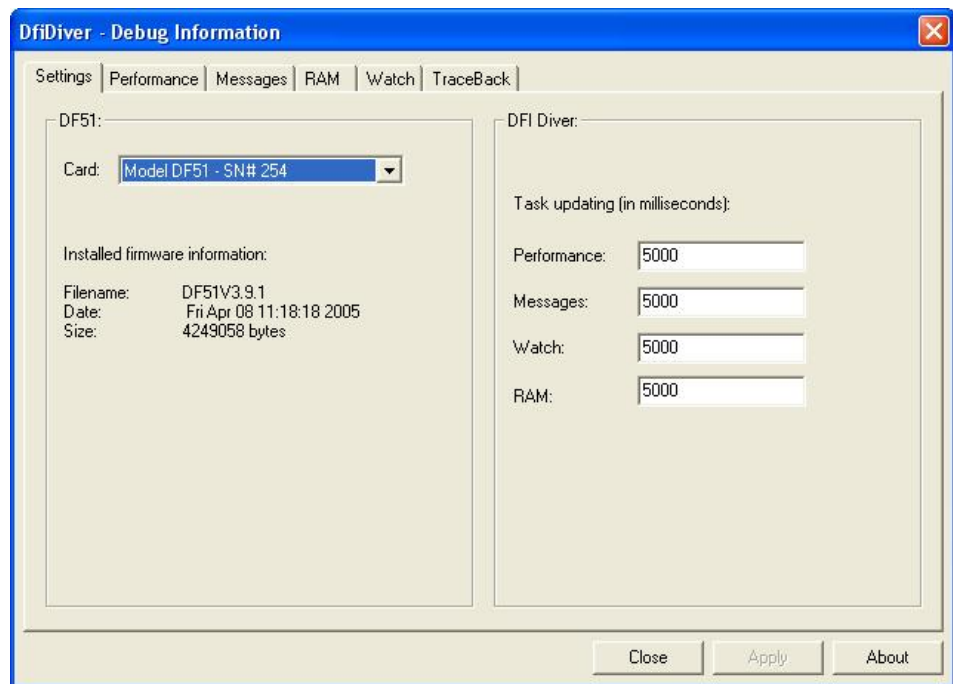 DfiDiver - Debug Information
Settings Performance Messages RAM Watch TraceBack
DF51:
Card: Model DF51 - SN# 254
Installed firmware information:
Filename: DF51V3.9.1
Date: Fri Apr 08 11:18:18 2005
Size: 4249058 bytes
DFI Diver:
Task updating (in milliseconds):
Performance: 5000
Messages: 5000
Watch: 5000
RAM: 5000
Close Apply About